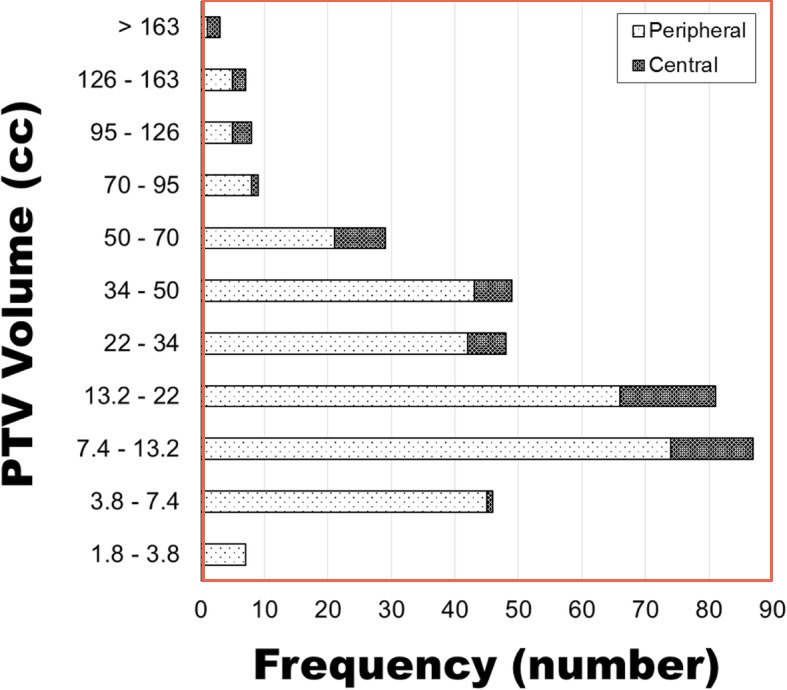 PTV Volume (cc)
> 163
126 - 163
95 - 126
70 - 95
50 - 70
34 - 50
22 - 34
13.2 - 22
7.4 - 13.2
3.8 - 7.4
1.8 - 3.8
Peripheral
Central
0 10 20 30 40 50 60 70 80 90
Frequency (number)